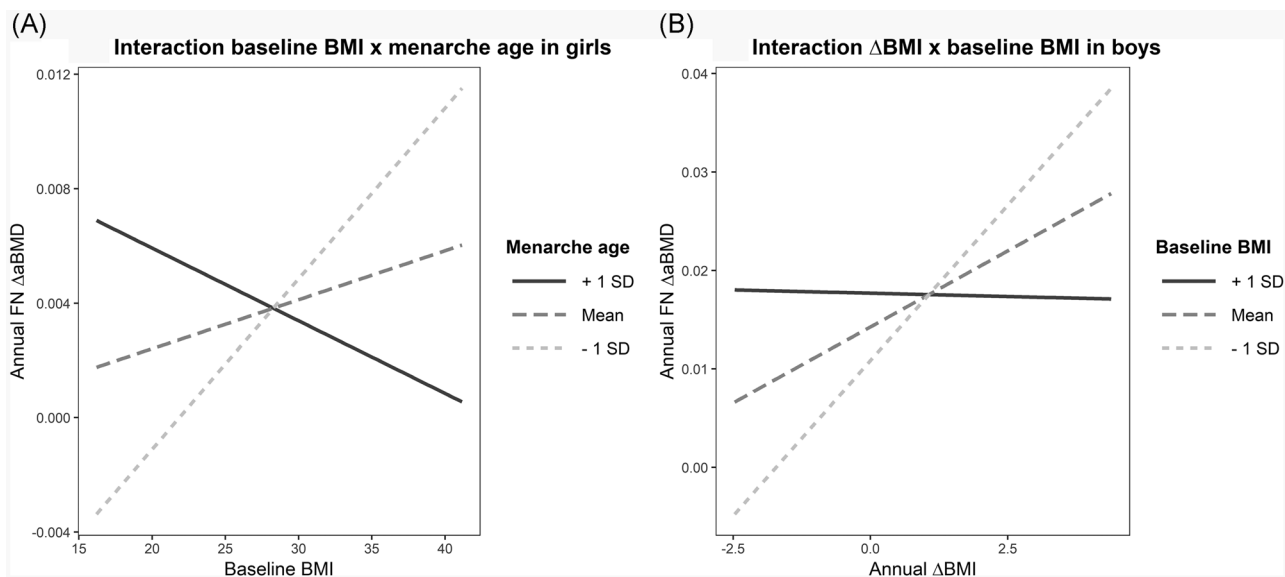 (A)
Interaction baseline BMI x menarche age in girls
0.012
0.008
0.004
0.000
-0.004
Annual FN ΔaBMD
15 20 25 30 35 40
Baseline BMI
Menarche age
+ 1 SD
Mean
- 1 SD
(B)
Interaction ΔBMI x baseline BMI in boys
0.04
0.03
0.02
0.01
0.00
Annual FN ΔaBMD
-2.5 0.0 2.5
Annual ΔBMI
Baseline BMI
+ 1 SD
Mean
- 1 SD